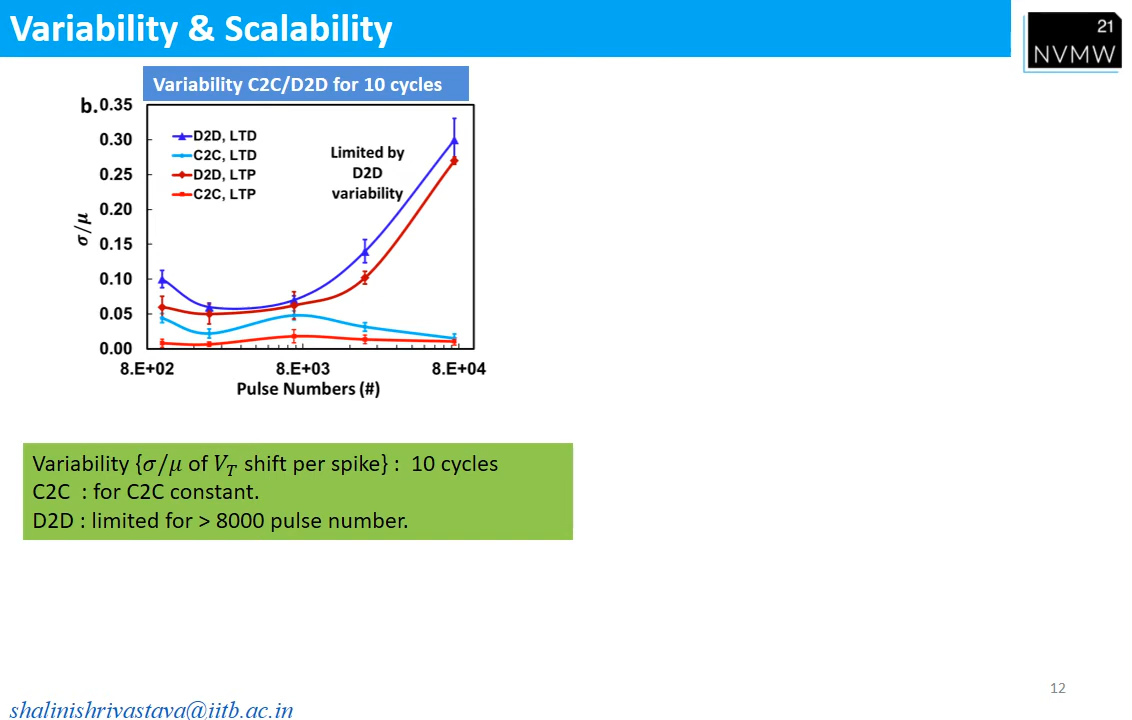 Variability & Scalability
21
NVMW
Variability C2C/D2D for 10 cycles
b.
0.35
0.30
0.25
0.20
0.15
0.10
0.05
0.00
σ/μ
D2D, LTD
C2C, LTD
D2D, LTP
C2C, LTP
Limited by
D2D
variability
8.E+02 8.E+03 8.E+04
Pulse Numbers (#)
Variability {σ/μ of V_T shift per spike} : 10 cycles
C2C : for C2C constant.
D2D : limited for > 8000 pulse number.
12
shalinishrivastava@iitb.ac.in